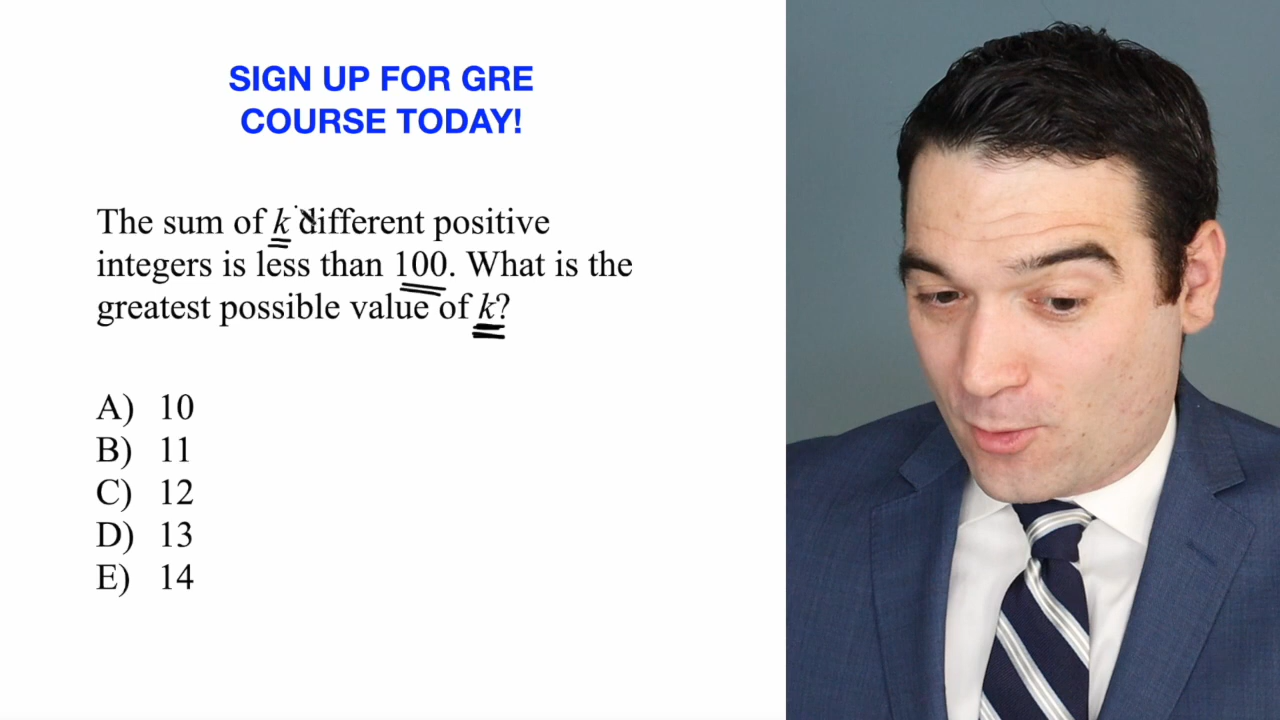 SIGN UP FOR GRE
COURSE TODAY!
The sum of k different positive
integers is less than 100. What is the
greatest possible value of k?
A) 10
B) 11
C) 12
D) 13
E) 14